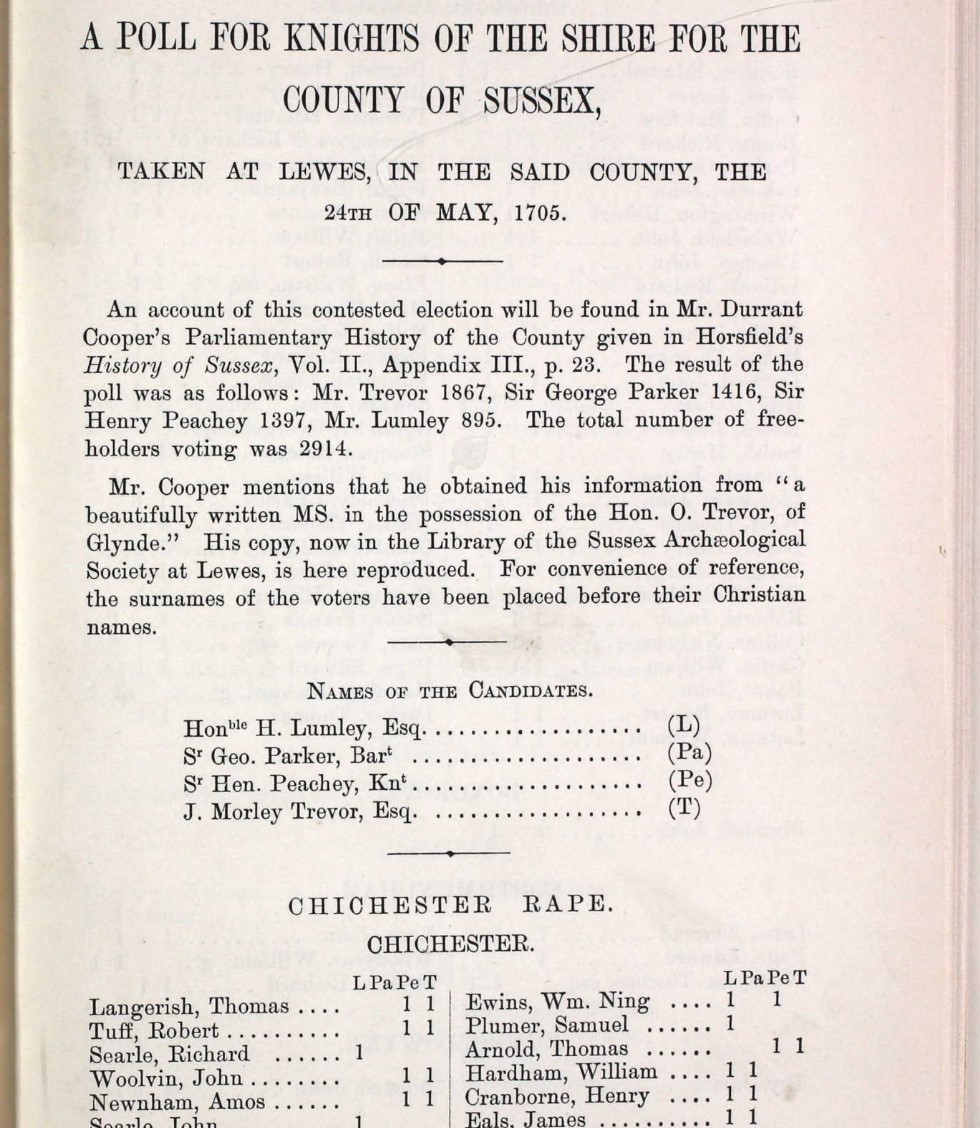 A POLL FOR KNIGHTS OF THE SHIRE FOR THE
COUNTY OF SUSSEX,
TAKEN AT LEWES, IN THE SAID COUNTY, THE
24TH OF MAY, 1705.
An account of this contested election will be found in Mr. Durrant
Cooper's Parliamentary History of the County given in Horsfield's
History of Sussex, Vol. II., Appendix III., p. 23. The result of the
poll was as follows: Mr. Trevor 1867, Sir George Parker 1416, Sir
Henry Peachey 1397, Mr. Lumley 895. The total number of free-
holders voting was 2914.
Mr. Cooper mentions that he obtained his information from "a
beautifully written MS. in the possession of the Hon. O. Trevor, of
Glynde." His copy, now in the Library of the Sussex Archæological
Society at Lewes, is here reproduced. For convenience of reference,
the surnames of the voters have been placed before their Christian
names.
NAMES OF THE CANDIDATES.
Honble H. Lumley, Esq. .................... (L)
Sr Geo. Parker, Bart .................... (Pa)
Sr Hen. Peachey, Knt .................... (Pe)
J. Morley Trevor, Esq. .................. (T)
CHICHESTER RAPE.
CHICHESTER.
L Pa Pe T
Langerish, Thomas .... 1 1
Tuff, Robert .......... 1 1
Searle, Richard ...... 1
Woolvin, John ........ 1 1
Newnham, Amos ...... 1 1
Searle, John 1
L Pa Pe T
Ewins, Wm. Ning .... 1 1
Plumer, Samuel ...... 1
Arnold, Thomas ...... 1 1
Hardham, William .... 1 1
Cranborne, Henry .... 1 1
Eals, James .......... 1 1